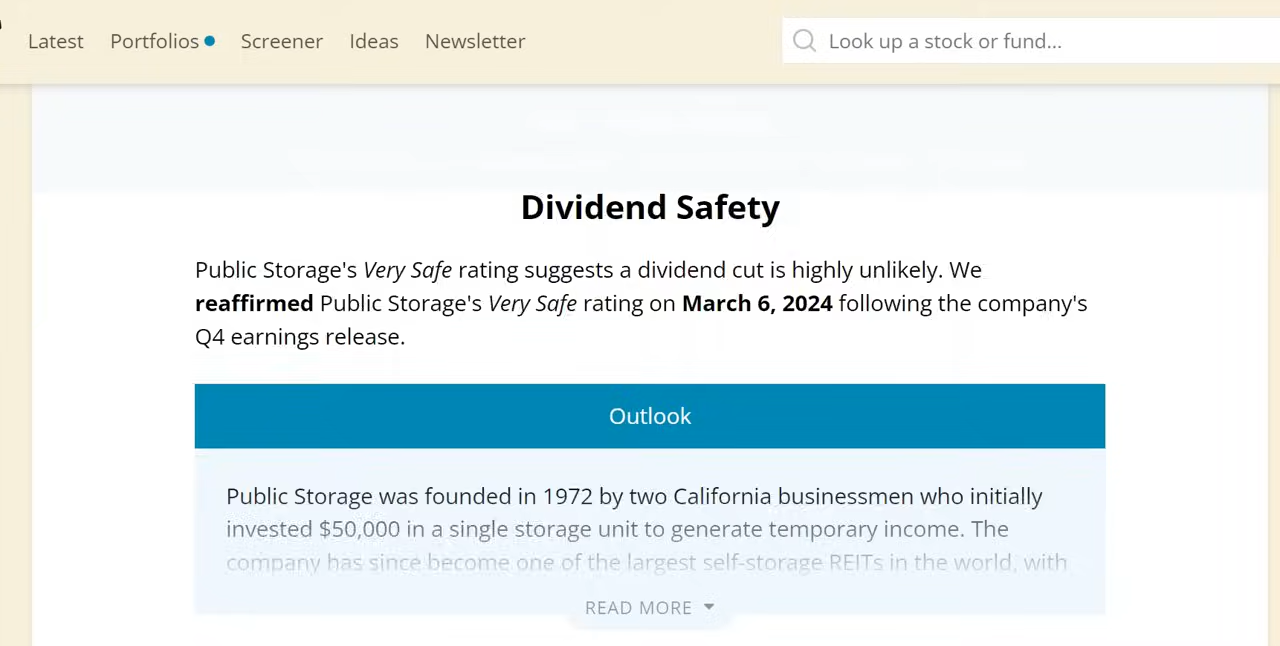 Latest Portfolios Screener Ideas Newsletter Look up a stock or fund...
Dividend Safety
Public Storage's Very Safe rating suggests a dividend cut is highly unlikely. We
reaffirmed Public Storage's Very Safe rating on March 6, 2024 following the company's
Q4 earnings release.
Outlook
Public Storage was founded in 1972 by two California businessmen who initially
invested $50,000 in a single storage unit to generate temporary income. The
company has since become one of the largest self-storage REITs in the world, with
READ MORE